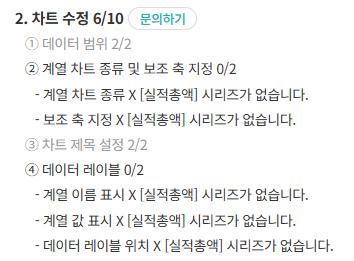 2. 차트 수정 6/10 문의하기
① 데이터 범위 2/2
② 계열 차트 종류 및 보조 축 지정 0/2
- 계열 차트 종류 X [실적총액] 시리즈가 없습니다.
- 보조 축 지정 X [실적총액] 시리즈가 없습니다.
③ 차트 제목 설정 2/2
④ 데이터 레이블 0/2
- 계열 이름 표시 X [실적총액] 시리즈가 없습니다.
- 계열 값 표시 X [실적총액] 시리즈가 없습니다.
- 데이터 레이블 위치 X [실적총액] 시리즈가 없습니다.